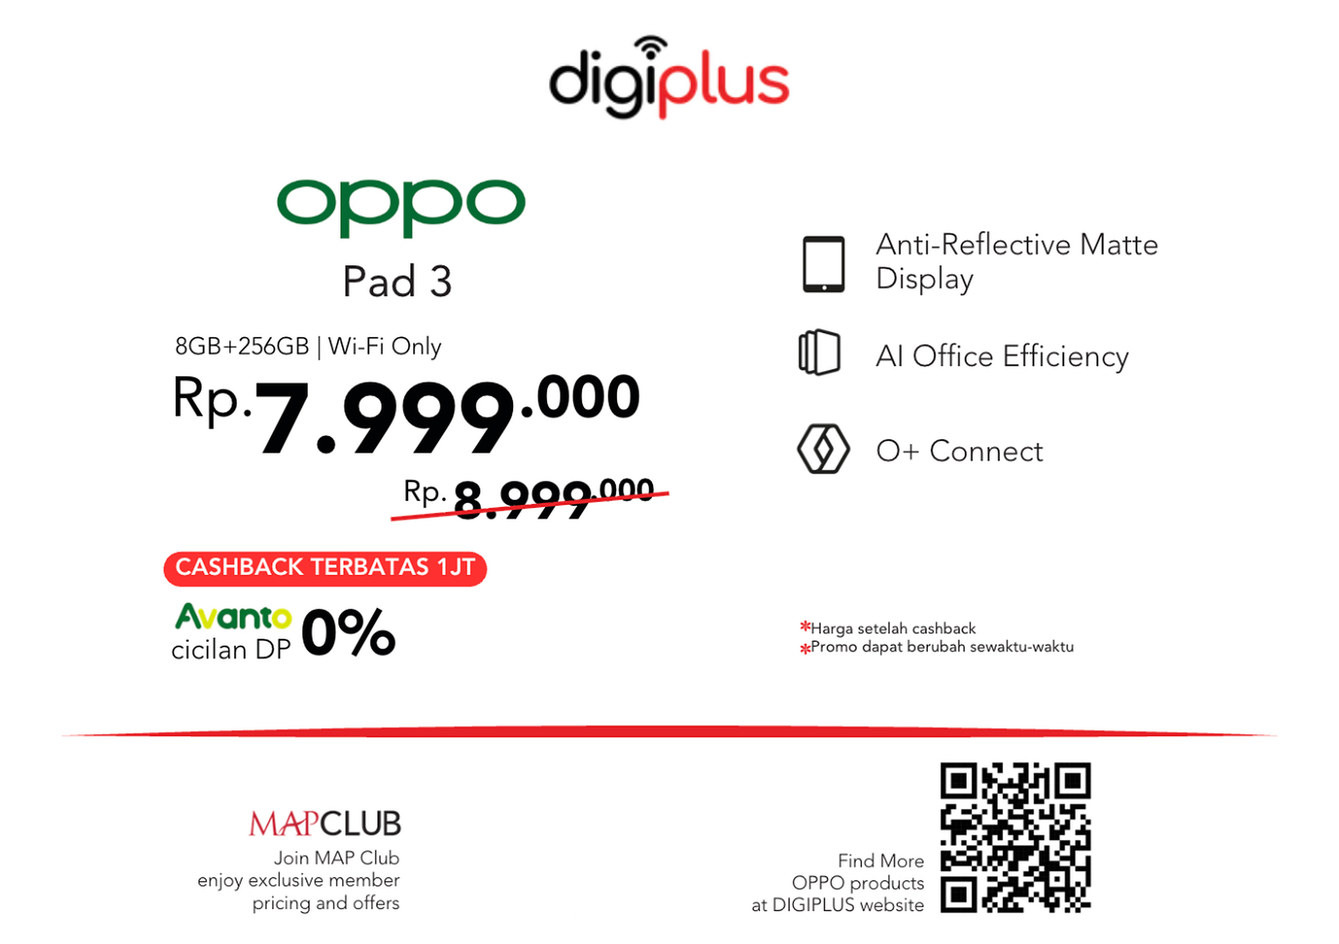 digiplus
oppo
Pad 3
8GB+256GB | Wi-Fi Only
Rp.7.999.000
Rp. 8.999.000
CASHBACK TERBATAS 1JT
Avanto
cicilan DP 0%
Anti-Reflective Matte
Display
AI Office Efficiency
O+ Connect
*Harga setelah cashback
*Promo dapat berubah sewaktu-waktu
MAPCLUB
Join MAP Club
enjoy exclusive member
pricing and offers
Find More
OPPO products
at DIGIPLUS website